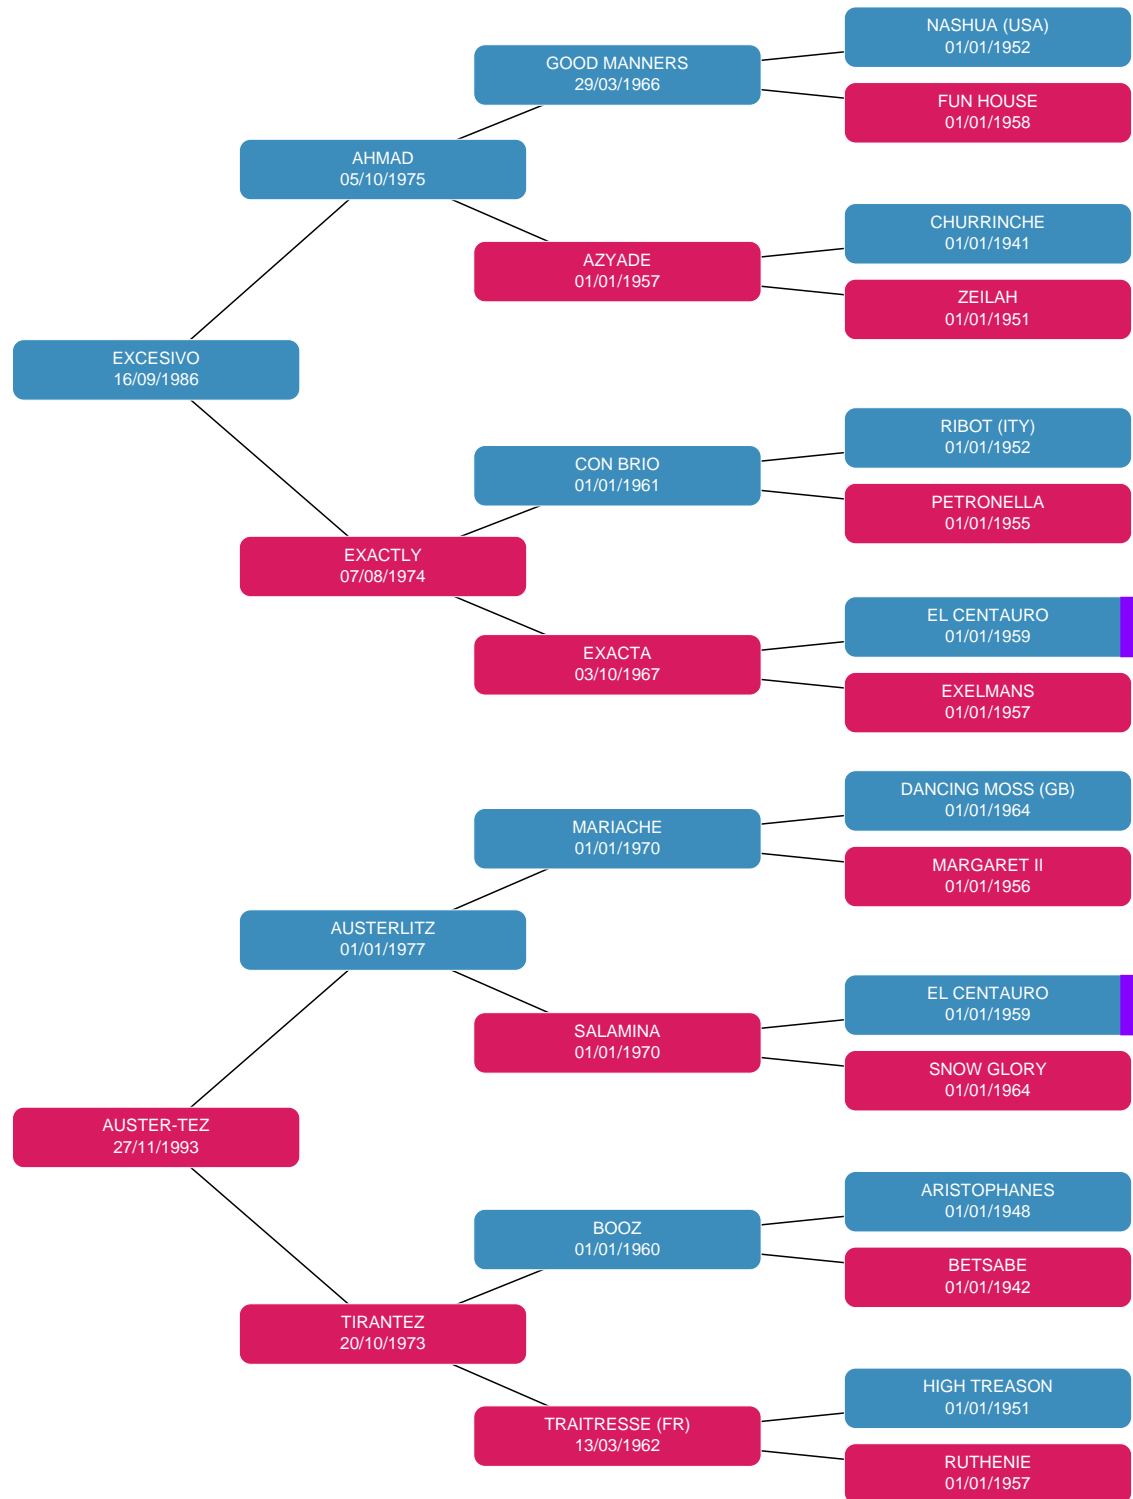 NASHUA (USA)
01/01/1952
GOOD MANNERS
29/03/1966
FUN HOUSE
01/01/1958
AHMAD
05/10/1975
CHURRINCHE
01/01/1941
AZYADE
01/01/1957
ZEILAH
01/01/1951
EXCESIVO
16/09/1986
RIBOT (ITY)
01/01/1952
CON BRIO
01/01/1961
PETRONELLA
01/01/1955
EXACTLY
07/08/1974
EL CENTAURO
01/01/1959
EXACTA
03/10/1967
EXELMANS
01/01/1957
DANCING MOSS (GB)
01/01/1964
MARIACHE
01/01/1970
MARGARET II
01/01/1956
AUSTERLITZ
01/01/1977
EL CENTAURO
01/01/1959
SALAMINA
01/01/1970
SNOW GLORY
01/01/1964
AUSTER-TEZ
27/11/1993
ARISTOPHANES
01/01/1948
BOOZ
01/01/1960
BETSABE
01/01/1942
TIRANTEZ
20/10/1973
HIGH TREASON
01/01/1951
TRAITRESSE (FR)
13/03/1962
RUTHENIE
01/01/1957